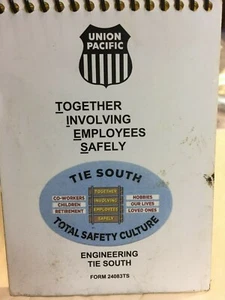 UNION
PACIFIC
TOGETHER
INVOLVING
EMPLOYEES
SAFELY
TIE SOUTH
CO-WORKERS
CHILDREN
RETIREMENT
TOGETHER
INVOLVING
EMPLOYEES
SAFELY
HOBBIES
OUR LIVES
LOVED ONES
TOTAL SAFETY CULTURE
ENGINEERING
TIE SOUTH
FORM 24083TS